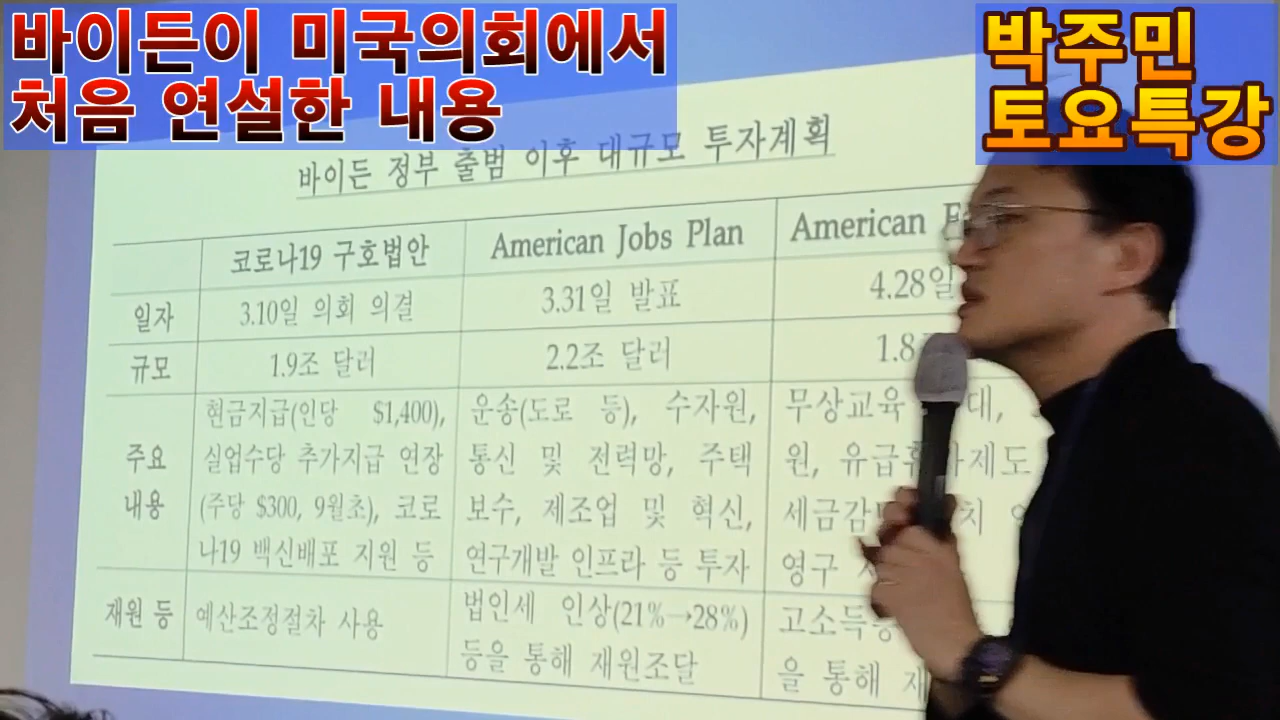 바이든이 미국의회에서
처음 연설한 내용
박주민
토요특강
바이든 정부 출범 이후 대규모 투자계획
코로나19 구호법안
American Jobs Plan
American
일자
3.10일 의회 의결
3.31일 발표
4.28일
규모
1.9조 달러
2.2조 달러
1.8
주요
내용
현금지급(인당 $1,400),
실업수당 추가지급 연장
(주당 $300, 9월초), 코로
나19 백신배포 지원 등
운송(도로 등), 수자원,
통신 및 전력망, 주택
보수, 제조업 및 혁신,
연구개발 인프라 등 투자
무상교육
원, 유급
세금감
영구
재원 등
예산조정절차 사용
법인세 인상(21%→28%)
등을 통해 재원조달
고소득
을 통해